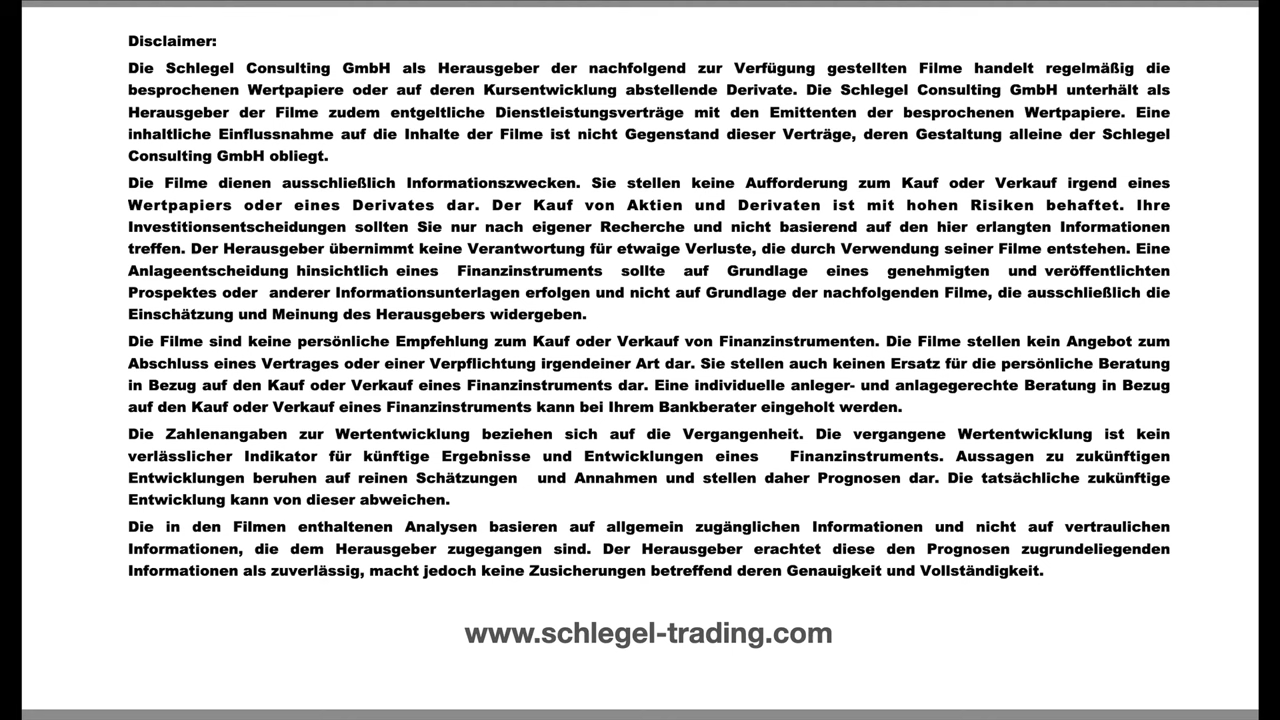 Disclaimer:
Die Schlegel Consulting GmbH als Herausgeber der nachfolgend zur Verfügung gestellten Filme handelt regelmäßig die
besprochenen Wertpapiere oder auf deren Kursentwicklung abstellende Derivate. Die Schlegel Consulting GmbH unterhält als
Herausgeber der Filme zudem entgeltliche Dienstleistungsverträge mit den Emittenten der besprochenen Wertpapiere. Eine
inhaltliche Einflussnahme auf die Inhalte der Filme ist nicht Gegenstand dieser Verträge, deren Gestaltung alleine der Schlegel
Consulting GmbH obliegt.
Die Filme dienen ausschließlich Informationszwecken. Sie stellen keine Aufforderung zum Kauf oder Verkauf irgend eines
Wertpapiers oder eines Derivates dar. Der Kauf von Aktien und Derivaten ist mit hohen Risiken behaftet. Ihre
Investitionsentscheidungen sollten Sie nur nach eigener Recherche und nicht basierend auf den hier erlangten Informationen
treffen. Der Herausgeber übernimmt keine Verantwortung für etwaige Verluste, die durch Verwendung seiner Filme entstehen. Eine
Anlageentscheidung hinsichtlich eines Finanzinstruments sollte auf Grundlage eines genehmigten und veröffentlichten
Prospektes oder anderer Informationsunterlagen erfolgen und nicht auf Grundlage der nachfolgenden Filme, die ausschließlich die
Einschätzung und Meinung des Herausgebers widergeben.
Die Filme sind keine persönliche Empfehlung zum Kauf oder Verkauf von Finanzinstrumenten. Die Filme stellen kein Angebot zum
Abschluss eines Vertrages oder einer Verpflichtung irgendeiner Art dar. Sie stellen auch keinen Ersatz für die persönliche Beratung
in Bezug auf den Kauf oder Verkauf eines Finanzinstruments dar. Eine individuelle anleger- und anlagegerechte Beratung in Bezug
auf den Kauf oder Verkauf eines Finanzinstruments kann bei Ihrem Bankberater eingeholt werden.
Die Zahlenangaben zur Wertentwicklung beziehen sich auf die Vergangenheit. Die vergangene Wertentwicklung ist kein
verlässlicher Indikator für künftige Ergebnisse und Entwicklungen eines Finanzinstruments. Aussagen zu zukünftigen
Entwicklungen beruhen auf reinen Schätzungen und Annahmen und stellen daher Prognosen dar. Die tatsächliche zukünftige
Entwicklung kann von dieser abweichen.
Die in den Filmen enthaltenen Analysen basieren auf allgemein zugänglichen Informationen und nicht auf vertraulichen
Informationen, die dem Herausgeber zugegangen sind. Der Herausgeber erachtet diese den Prognosen zugrundeliegenden
Informationen als zuverlässig, macht jedoch keine Zusicherungen betreffend deren Genauigkeit und Vollständigkeit.
www.schlegel-trading.com